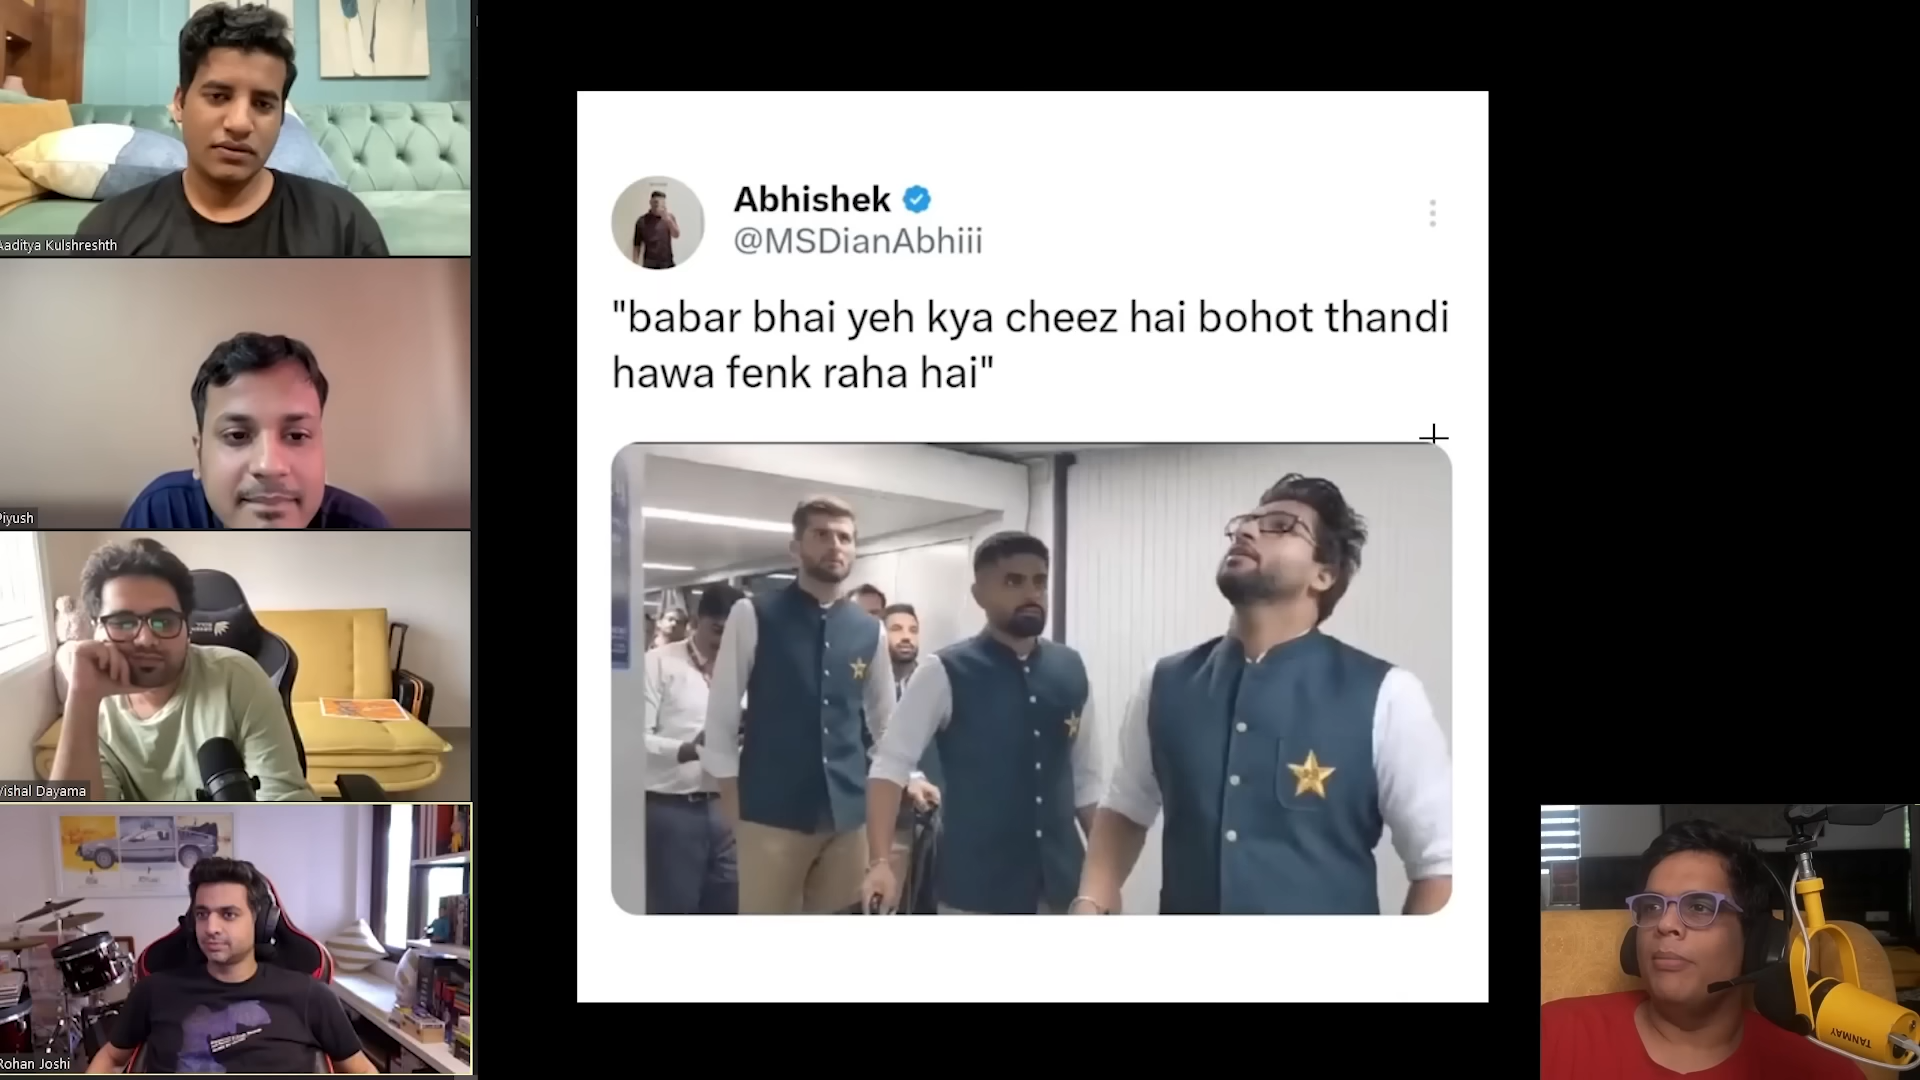 Aaditya Kulshreshth
Piyush
Vishal Dayama
Rohan Joshi
Abhishek
@MSDianAbhiii
"babar bhai yeh kya cheez hai bohot thandi
hawa fenk raha hai"
TANMAY